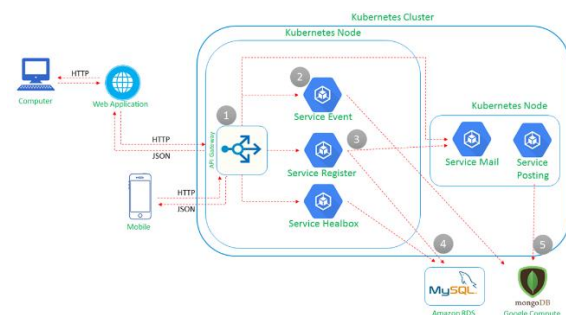 Kubernetes Cluster
Kubernetes Node
HTTP
Computer
Web Application
1
2
Service Event
Kubernetes Node
HTTP
JSON
API Gateway
3
Service Register
Service Mail
Service
Posting
HTTP
JSON
Mobile
Service Healbox
4
5
MySQL
mongoDB
Amazon RDS
Google Compute